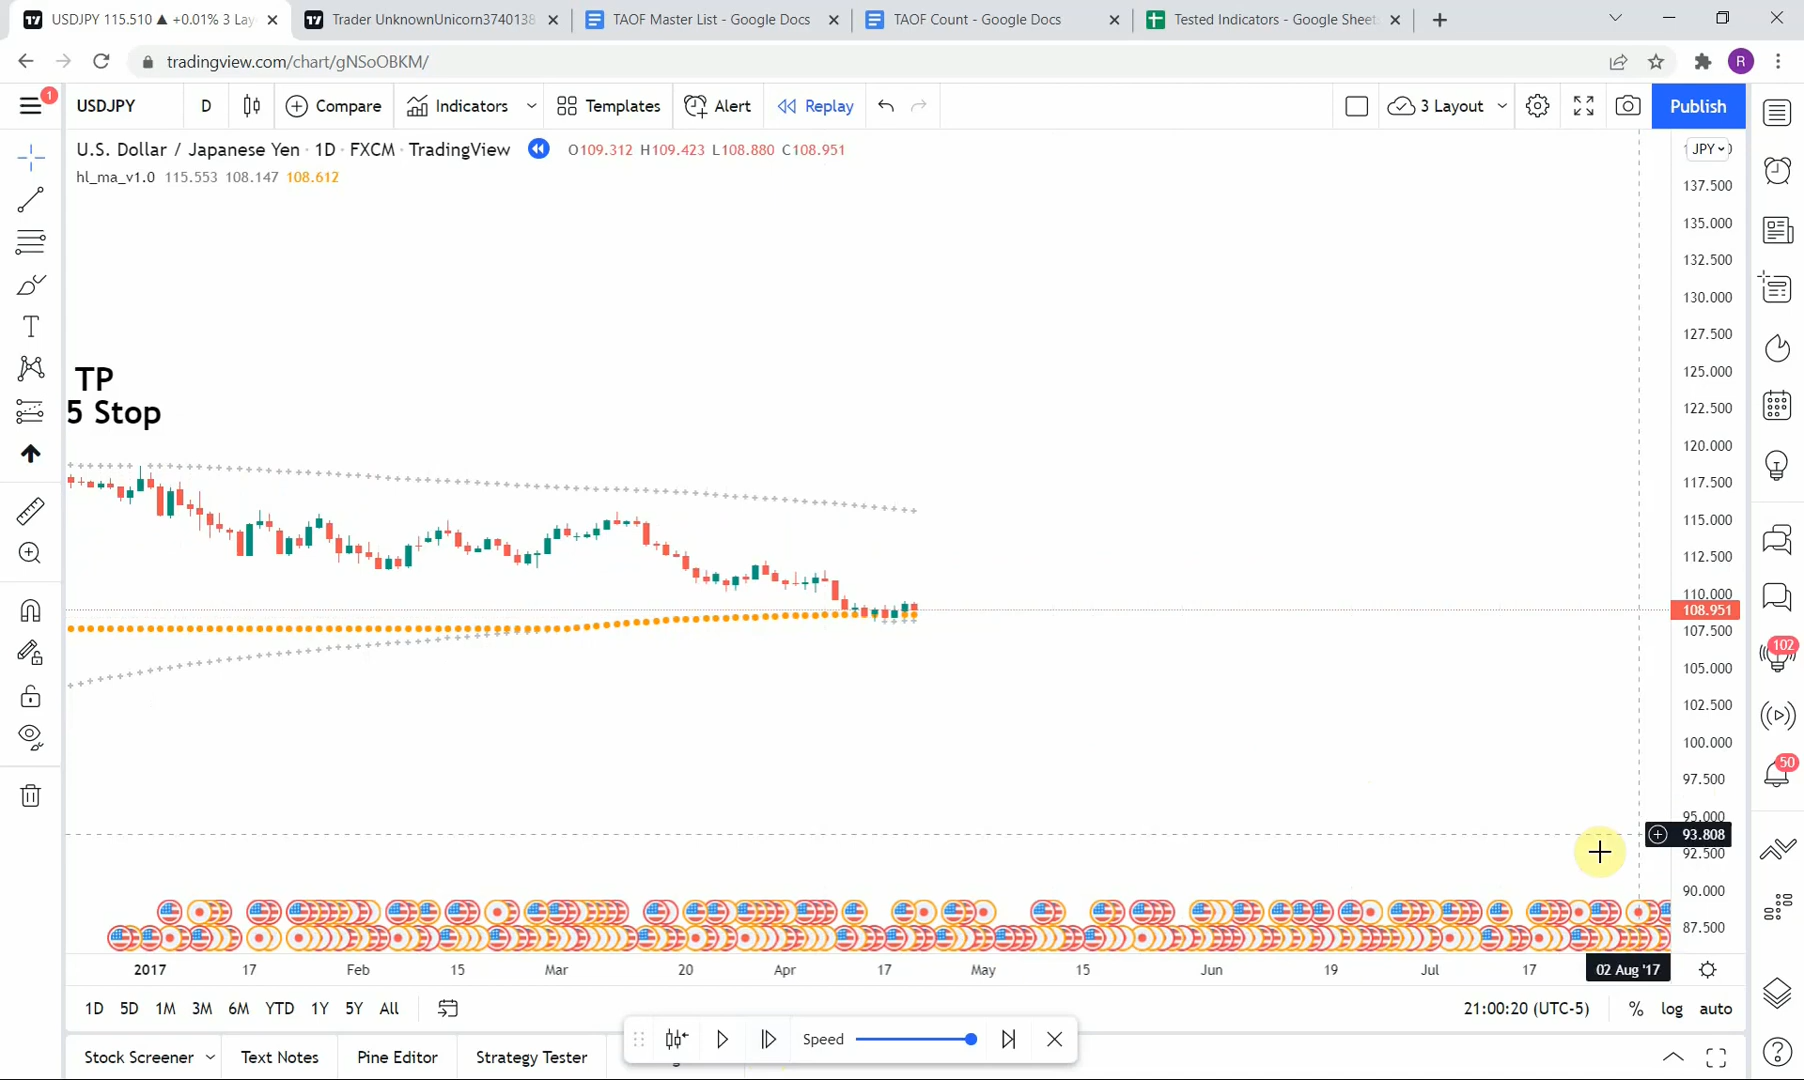 USDJPY 115.510 ▲ +0.01% 3 Lay
Trader UnknownUnicorn3740138
TAOF Master List - Google Docs
TAOF Count - Google Docs
Tested Indicators - Google Sheet
tradingview.com/chart/gNSoOBKM/
R
1
USDJPY
D
Compare
Indicators
Templates
Alert
Replay
3 Layout
Publish
U.S. Dollar / Japanese Yen · 1D · FXCM · TradingView
O109.312 H109.423 L108.880 C108.951
hl_ma_v1.0 115.553 108.147 108.612
JPY
137.500
135.000
132.500
130.000
127.500
125.000
122.500
120.000
117.500
115.000
112.500
110.000
108.951
107.500
105.000
102.500
100.000
97.500
95.000
93.808
92.500
90.000
87.500
TP
5 Stop
102
50
2017 17 Feb 15 Mar 20 Apr 17 May 15 Jun 19 Jul 17 02 Aug '17
1D 5D 1M 3M 6M YTD 1Y 5Y All
21:00:20 (UTC-5) % log auto
Speed
Stock Screener Text Notes Pine Editor Strategy Tester